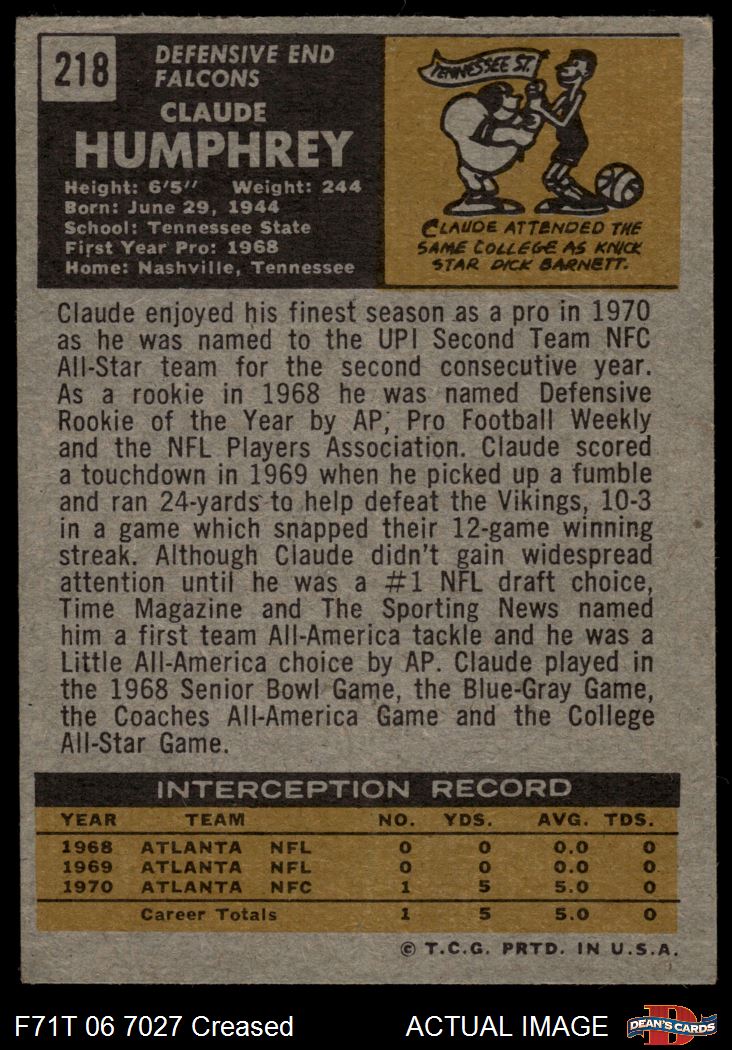 218
DEFENSIVE END
FALCONS
CLAUDE
HUMPHREY
Height: 6'5" Weight: 244
Born: June 29, 1944
School: Tennessee State
First Year Pro: 1968
Home: Nashville, Tennessee
TENNESSEE ST.
CLAUDE ATTENDED THE
SAME COLLEGE AS KNICK
STAR DICK BARNETT.
Claude enjoyed his finest season as a pro in 1970
as he was named to the UPI Second Team NFC
All-Star team for the second consecutive year.
As a rookie in 1968 he was named Defensive
Rookie of the Year by AP, Pro Football Weekly
and the NFL Players Association. Claude scored
a touchdown in 1969 when he picked up a fumble
and ran 24-yards to help defeat the Vikings, 10-3
in a game which snapped their 12-game winning
streak. Although Claude didn't gain widespread
attention until he was a #1 NFL draft choice,
Time Magazine and The Sporting News named
him a first team All-America tackle and he was a
Little All-America choice by AP. Claude played in
the 1968 Senior Bowl Game, the Blue-Gray Game,
the Coaches All-America Game and the College
All-Star Game.
INTERCEPTION RECORD
YEAR TEAM NO. YDS. AVG. TDS.
1968 ATLANTA NFL 0 0 0.0 0
1969 ATLANTA NFL 0 0 0.0 0
1970 ATLANTA NFC 1 5 5.0 0
Career Totals 1 5 5.0 0
© T.C.G. PRTD. IN U.S.A.
F71T 06 7027 Creased ACTUAL IMAGE DEAN'S CARDS